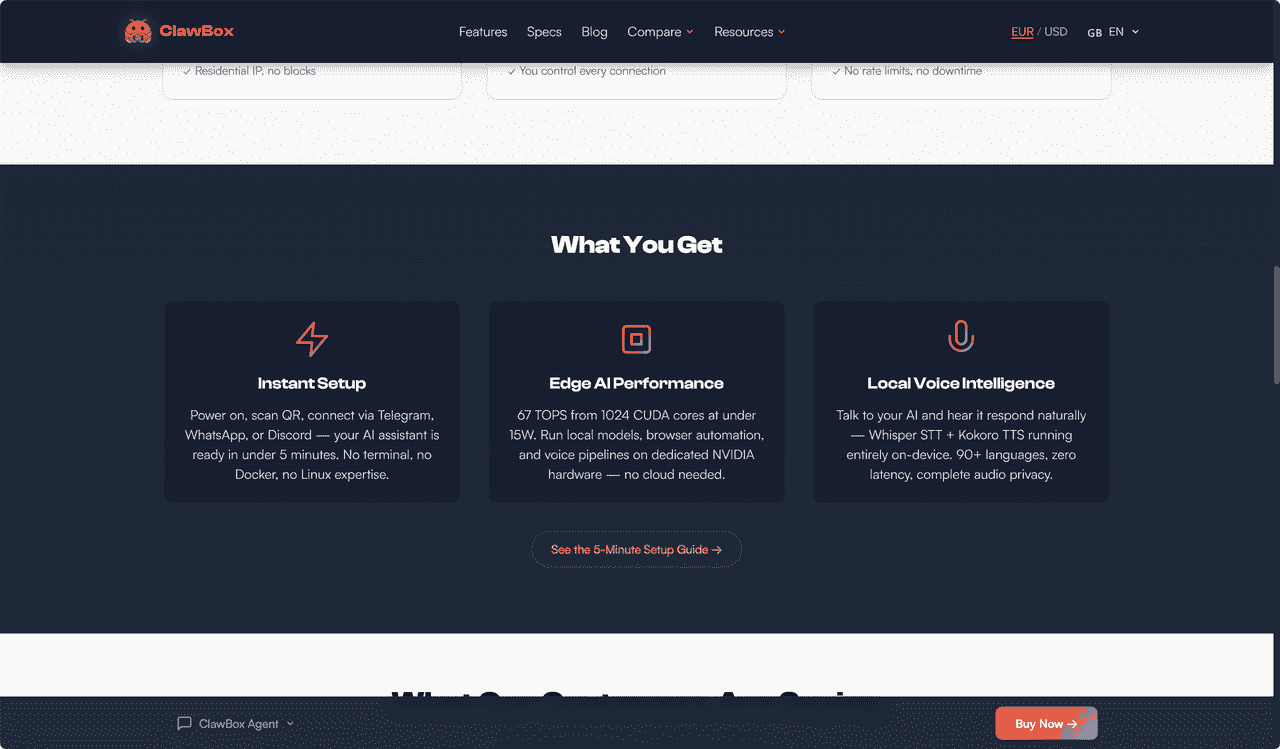 ClawBox
Features Specs Blog Compare Resources
EUR / USD GB EN
✓ Residential IP, no blocks
✓ You control every connection
✓ No rate limits, no downtime
What You Get
Instant Setup
Power on, scan QR, connect via Telegram,
WhatsApp, or Discord — your AI assistant is
ready in under 5 minutes. No terminal, no
Docker, no Linux expertise.
Edge AI Performance
67 TOPS from 1024 CUDA cores at under
15W. Run local models, browser automation,
and voice pipelines on dedicated NVIDIA
hardware — no cloud needed.
Local Voice Intelligence
Talk to your AI and hear it respond naturally
— Whisper STT + Kokoro TTS running
entirely on-device. 90+ languages, zero
latency, complete audio privacy.
See the 5-Minute Setup Guide →
ClawBox Agent
Buy Now →